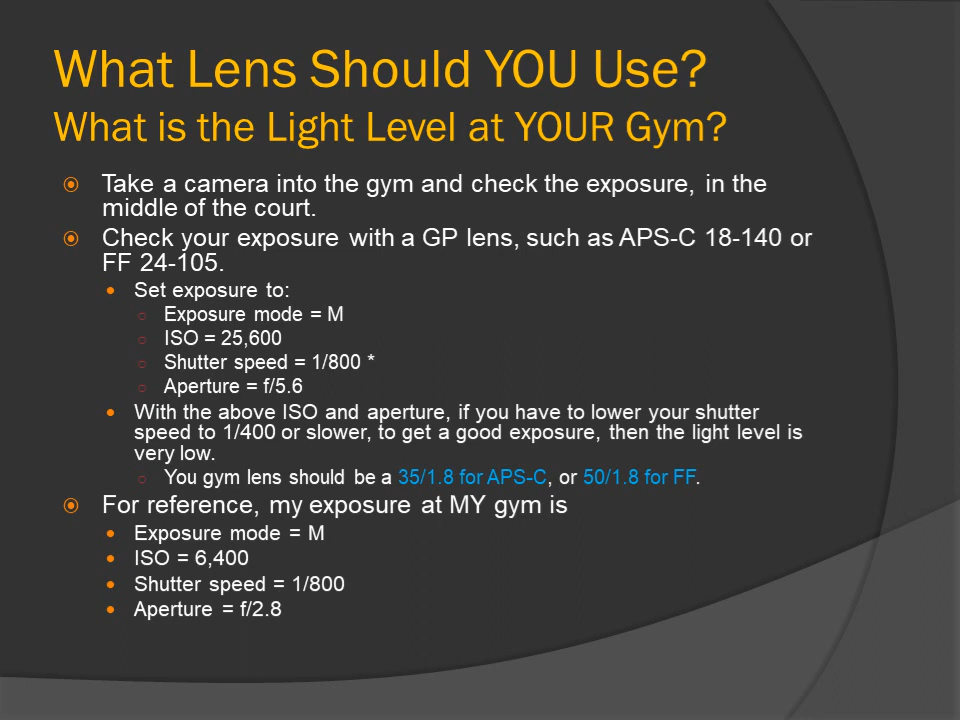 What Lens Should YOU Use?
What is the Light Level at YOUR Gym?
Take a camera into the gym and check the exposure, in the
middle of the court.
Check your exposure with a GP lens, such as APS-C 18-140 or
FF 24-105.
Set exposure to:
Exposure mode = M
ISO = 25,600
Shutter speed = 1/800 *
Aperture = f/5.6
With the above ISO and aperture, if you have to lower your shutter
speed to 1/400 or slower, to get a good exposure, then the light level is
very low.
You gym lens should be a 35/1.8 for APS-C, or 50/1.8 for FF.
For reference, my exposure at MY gym is
Exposure mode = M
ISO = 6,400
Shutter speed = 1/800
Aperture = f/2.8